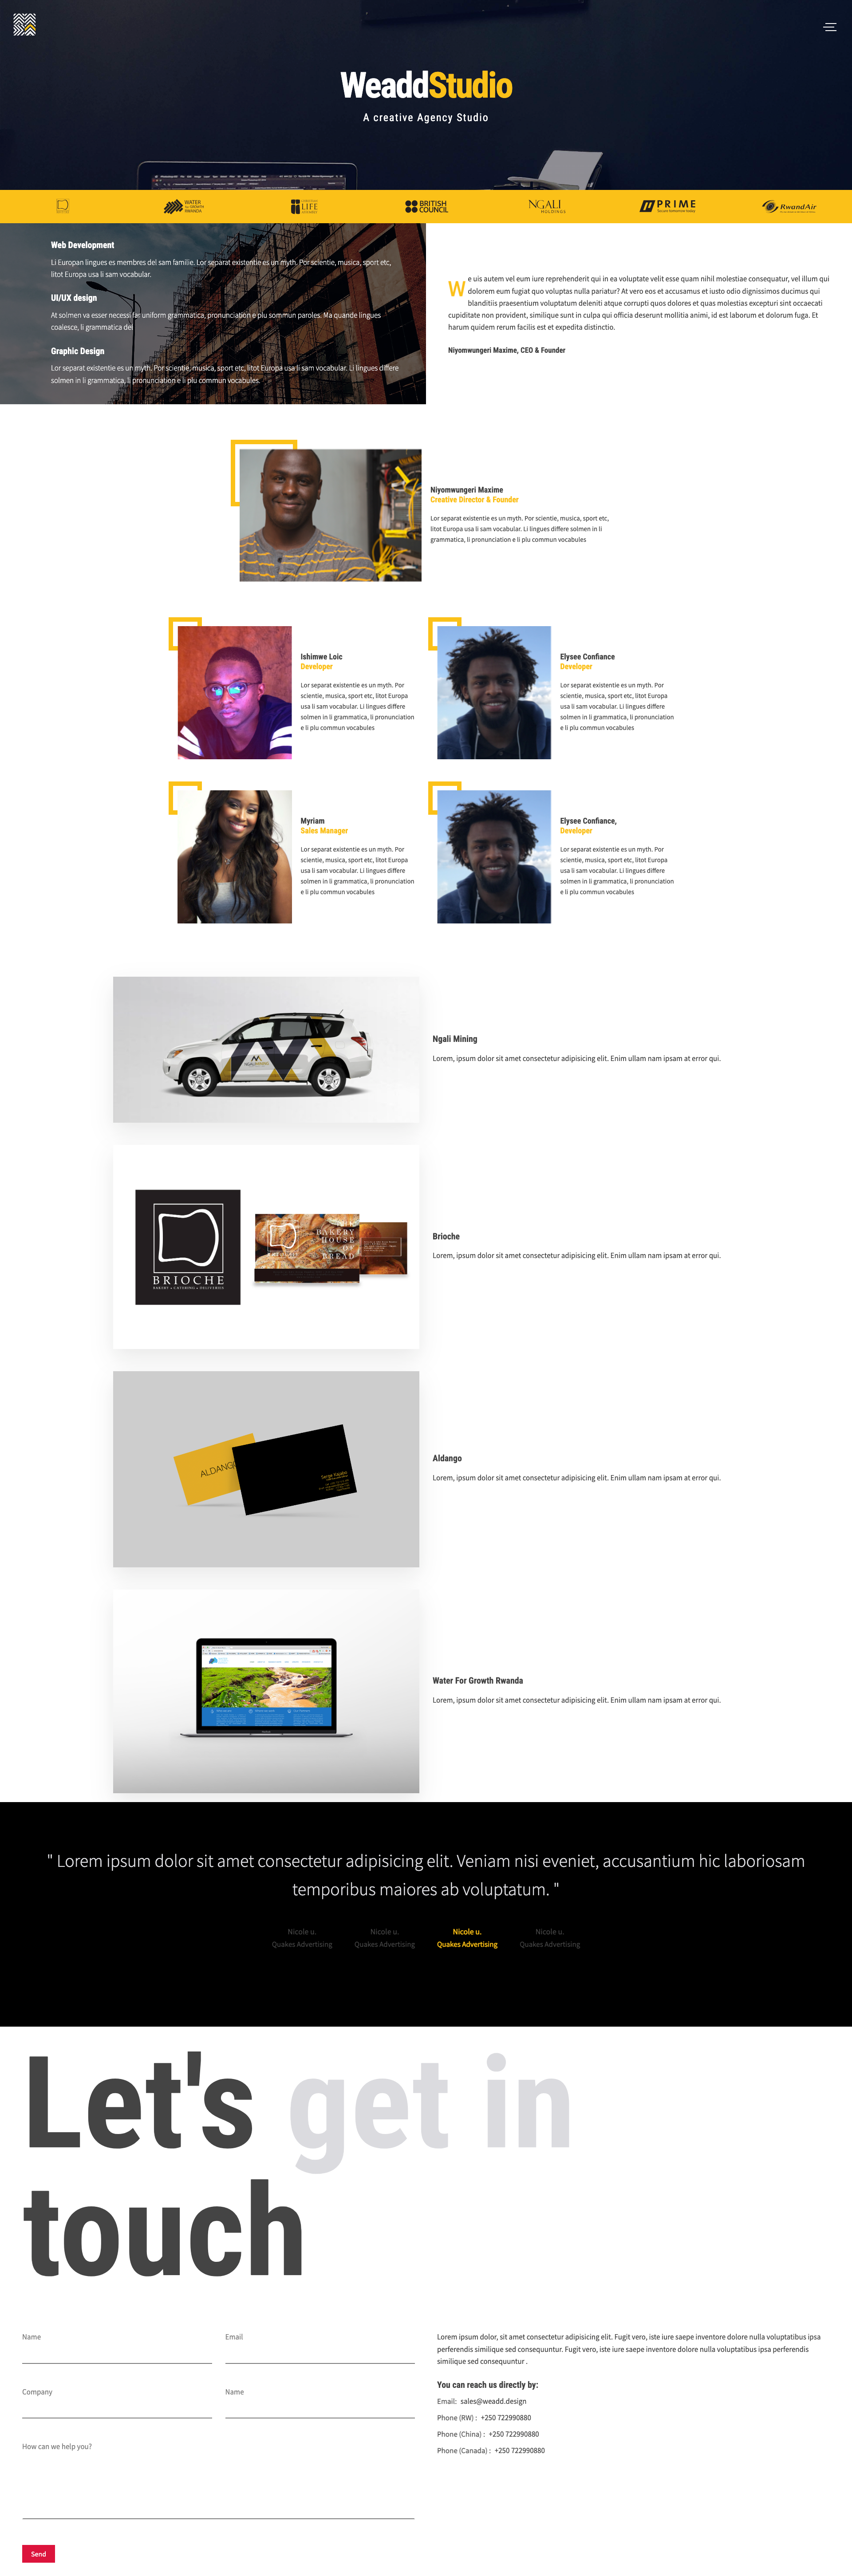 WeaddStudio
A creative Agency Studio
WATER
for GROWTH
RWANDA
LIFE
BRITISH
COUNCIL
NGALI
HOLDINGS
PRIME
RwandAir
Web Development
Li Europan lingues es membres del sam familie. Lor separat existentie es un myth. Por scientie, musica, sport etc,
litot Europa usa li sam vocabular.
UI/UX design
At solmen va esser necessi far uniform grammatica, pronunciation e plu sommun paroles. Ma quande lingues
coalesce, li grammatica del
Graphic Design
Lor separat existentie es un myth. Por scientie, musica, sport etc, litot Europa usa li sam vocabular. Li lingues differe
solmen in li grammatica, li pronunciation e li plu commun vocabules.
We uis autem vel eum iure reprehenderit qui in ea voluptate velit esse quam nihil molestiae consequatur, vel illum qui
dolorem eum fugiat quo voluptas nulla pariatur? At vero eos et accusamus et iusto odio dignissimos ducimus qui
blanditiis praesentium voluptatum deleniti atque corrupti quos dolores et quas molestias excepturi sint occaecati
cupiditate non provident, similique sunt in culpa qui officia deserunt mollitia animi, id est laborum et dolorum fuga. Et
harum quidem rerum facilis est et expedita distinctio.
Niyomwungeri Maxime, CEO & Founder
Niyomwungeri Maxime
Creative Director & Founder
Lor separat existentie es un myth. Por scientie, musica, sport etc,
litot Europa usa li sam vocabular. Li lingues differe solmen in li
grammatica, li pronunciation e li plu commun vocabules
Ishimwe Loic
Developer
Lor separat existentie es un myth. Por
scientie, musica, sport etc, litot Europa
usa li sam vocabular. Li lingues differe
solmen in li grammatica, li pronunciation
e li plu commun vocabules
Elysee Confiance
Developer
Lor separat existentie es un myth. Por
scientie, musica, sport etc, litot Europa
usa li sam vocabular. Li lingues differe
solmen in li grammatica, li pronunciation
e li plu commun vocabules
Myriam
Sales Manager
Lor separat existentie es un myth. Por
scientie, musica, sport etc, litot Europa
usa li sam vocabular. Li lingues differe
solmen in li grammatica, li pronunciation
e li plu commun vocabules
Elysee Confiance,
Developer
Lor separat existentie es un myth. Por
scientie, musica, sport etc, litot Europa
usa li sam vocabular. Li lingues differe
solmen in li grammatica, li pronunciation
e li plu commun vocabules
Ngali Mining
Lorem, ipsum dolor sit amet consectetur adipisicing elit. Enim ullam nam ipsam at error qui.
BRIOCHE
BAKERY • CATERING • DELIVERIES
BAKERY
HOUSE
BREAD
Brioche
Lorem, ipsum dolor sit amet consectetur adipisicing elit. Enim ullam nam ipsam at error qui.
Aldango
Lorem, ipsum dolor sit amet consectetur adipisicing elit. Enim ullam nam ipsam at error qui.
Water For Growth Rwanda
Lorem, ipsum dolor sit amet consectetur adipisicing elit. Enim ullam nam ipsam at error qui.
" Lorem ipsum dolor sit amet consectetur adipisicing elit. Veniam nisi eveniet, accusantium hic laboriosam
temporibus maiores ab voluptatum. "
Nicole u. Nicole u. Nicole u. Nicole u.
Quakes Advertising Quakes Advertising Quakes Advertising Quakes Advertising
Let's get in
touch
Name
Email
Company
Name
How can we help you?
Send
Lorem ipsum dolor, sit amet consectetur adipisicing elit. Fugit vero, iste iure saepe inventore dolore nulla voluptatibus ipsa
perferendis similique sed consequuntur. Fugit vero, iste iure saepe inventore dolore nulla voluptatibus ipsa perferendis
similique sed consequuntur .
You can reach us directly by:
Email: sales@weadd.design
Phone (RW) : +250 722990880
Phone (China) : +250 722990880
Phone (Canada) : +250 722990880